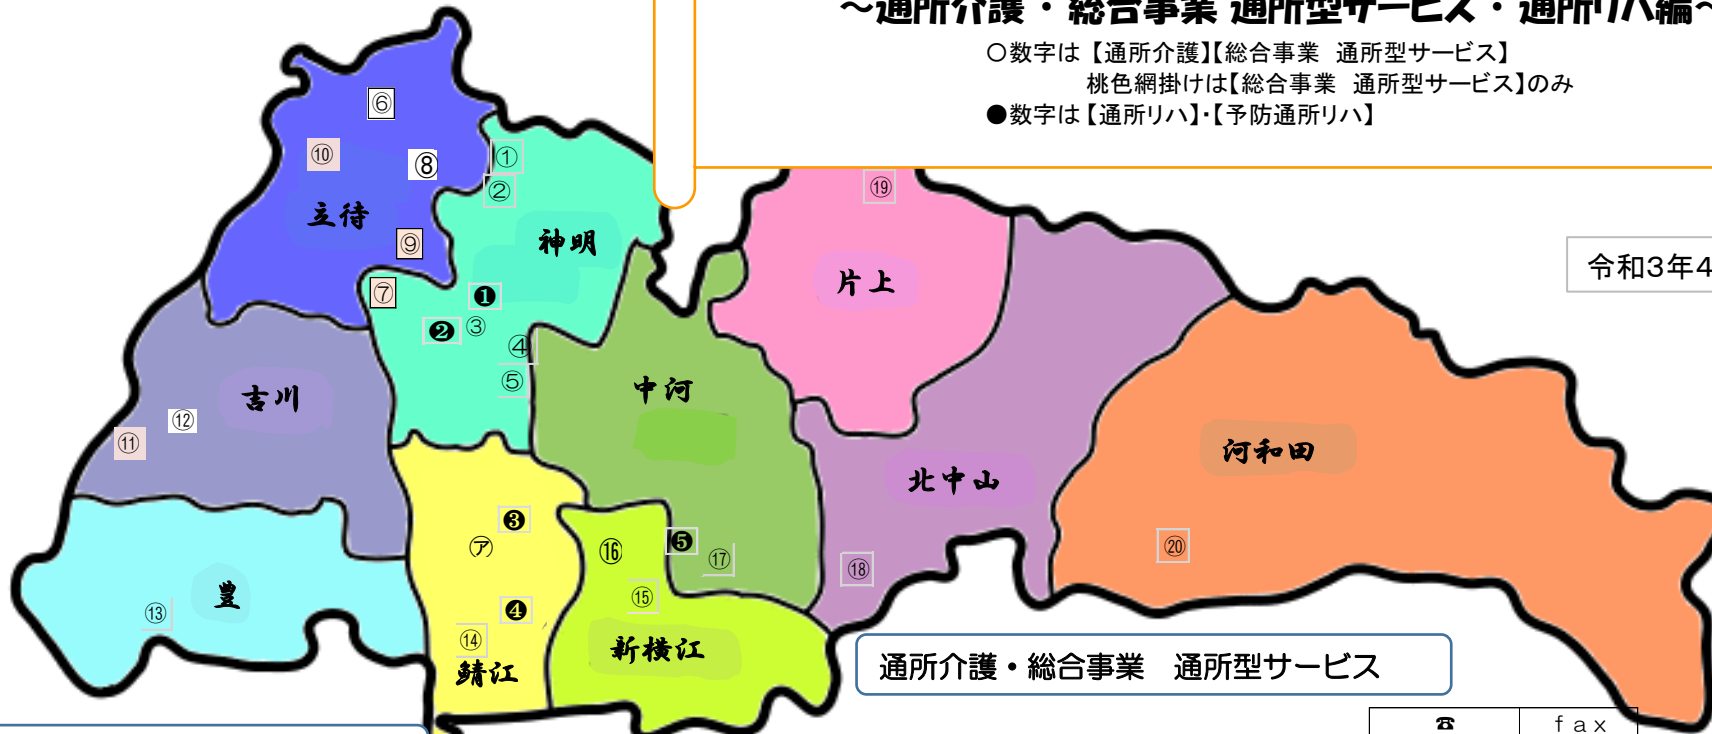 ～通所介護・総合事業 通所型サービス・通所リハ編～
○数字は【通所介護】【総合事業　通所型サービス】
桃色網掛けは【総合事業　通所型サービス】のみ
●数字は【通所リハ】・【予防通所リハ】
令和3年4
⑥
⑩
⑧
①
②
立待
⑨
神明
⑦
❶
❷
③
④
⑤
⑲
片上
吉川
⑫
⑪
中河
北中山
河和田
❸
㋐
⑯
❺
⑰
⑱
⑳
豊
⑬
❹
⑮
⑭
鯖江
新横江
通所介護・総合事業　通所型サービス
☎
ｆａｘ